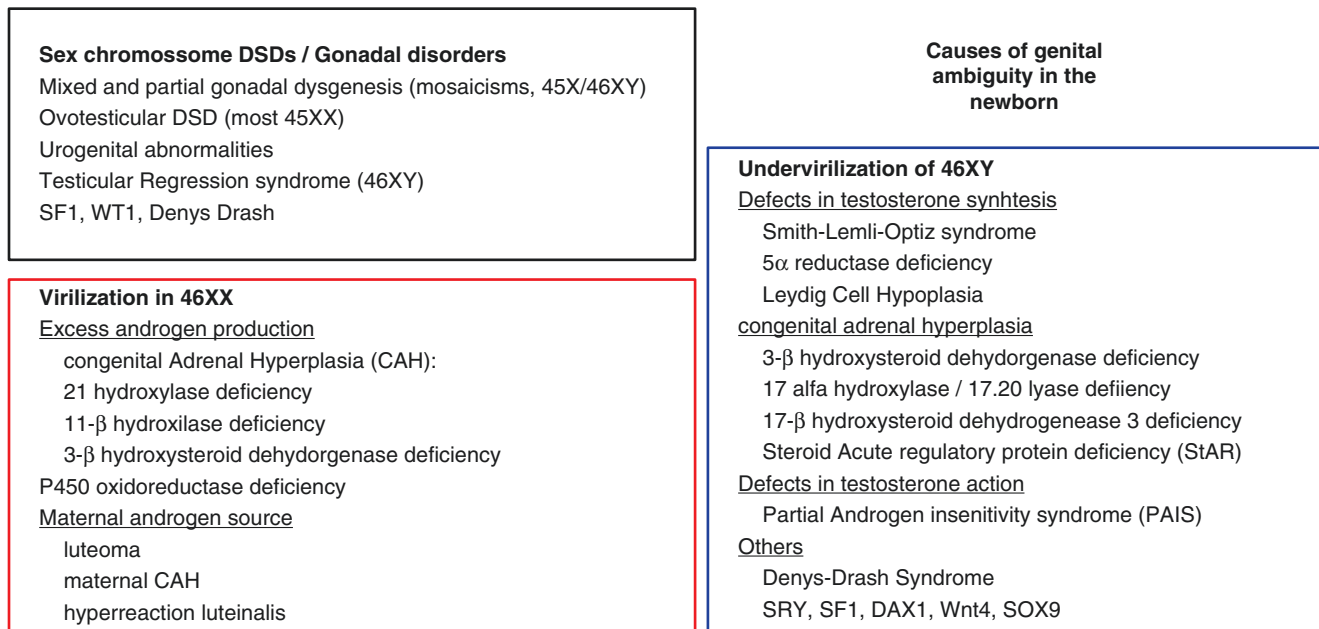 Sex chromossome DSDs / Gonadal disorders
Mixed and partial gonadal dysgenesis (mosaicisms, 45X/46XY)
Ovotesticular DSD (most 45XX)
Urogenital abnormalities
Testicular Regression syndrome (46XY)
SF1, WT1, Denys Drash
Causes of genital
ambiguity in the
newborn
Virilization in 46XX
Excess androgen production
congenital Adrenal Hyperplasia (CAH):
21 hydroxylase deficiency
11-β hydroxilase deficiency
3-β hydroxysteroid dehydorgenase deficiency
P450 oxidoreductase deficiency
Maternal androgen source
luteoma
maternal CAH
hyperreaction luteinalis
Undervirilization of 46XY
Defects in testosterone synhtesis
Smith-Lemli-Optiz syndrome
5α reductase deficiency
Leydig Cell Hypoplasia
congenital adrenal hyperplasia
3-β hydroxysteroid dehydorgenase deficiency
17 alfa hydroxylase / 17.20 lyase defiiency
17-β hydroxysteroid dehydrogenease 3 deficiency
Steroid Acute regulatory protein deficiency (StAR)
Defects in testosterone action
Partial Androgen insenitivity syndrome (PAIS)
Others
Denys-Drash Syndrome
SRY, SF1, DAX1, Wnt4, SOX9